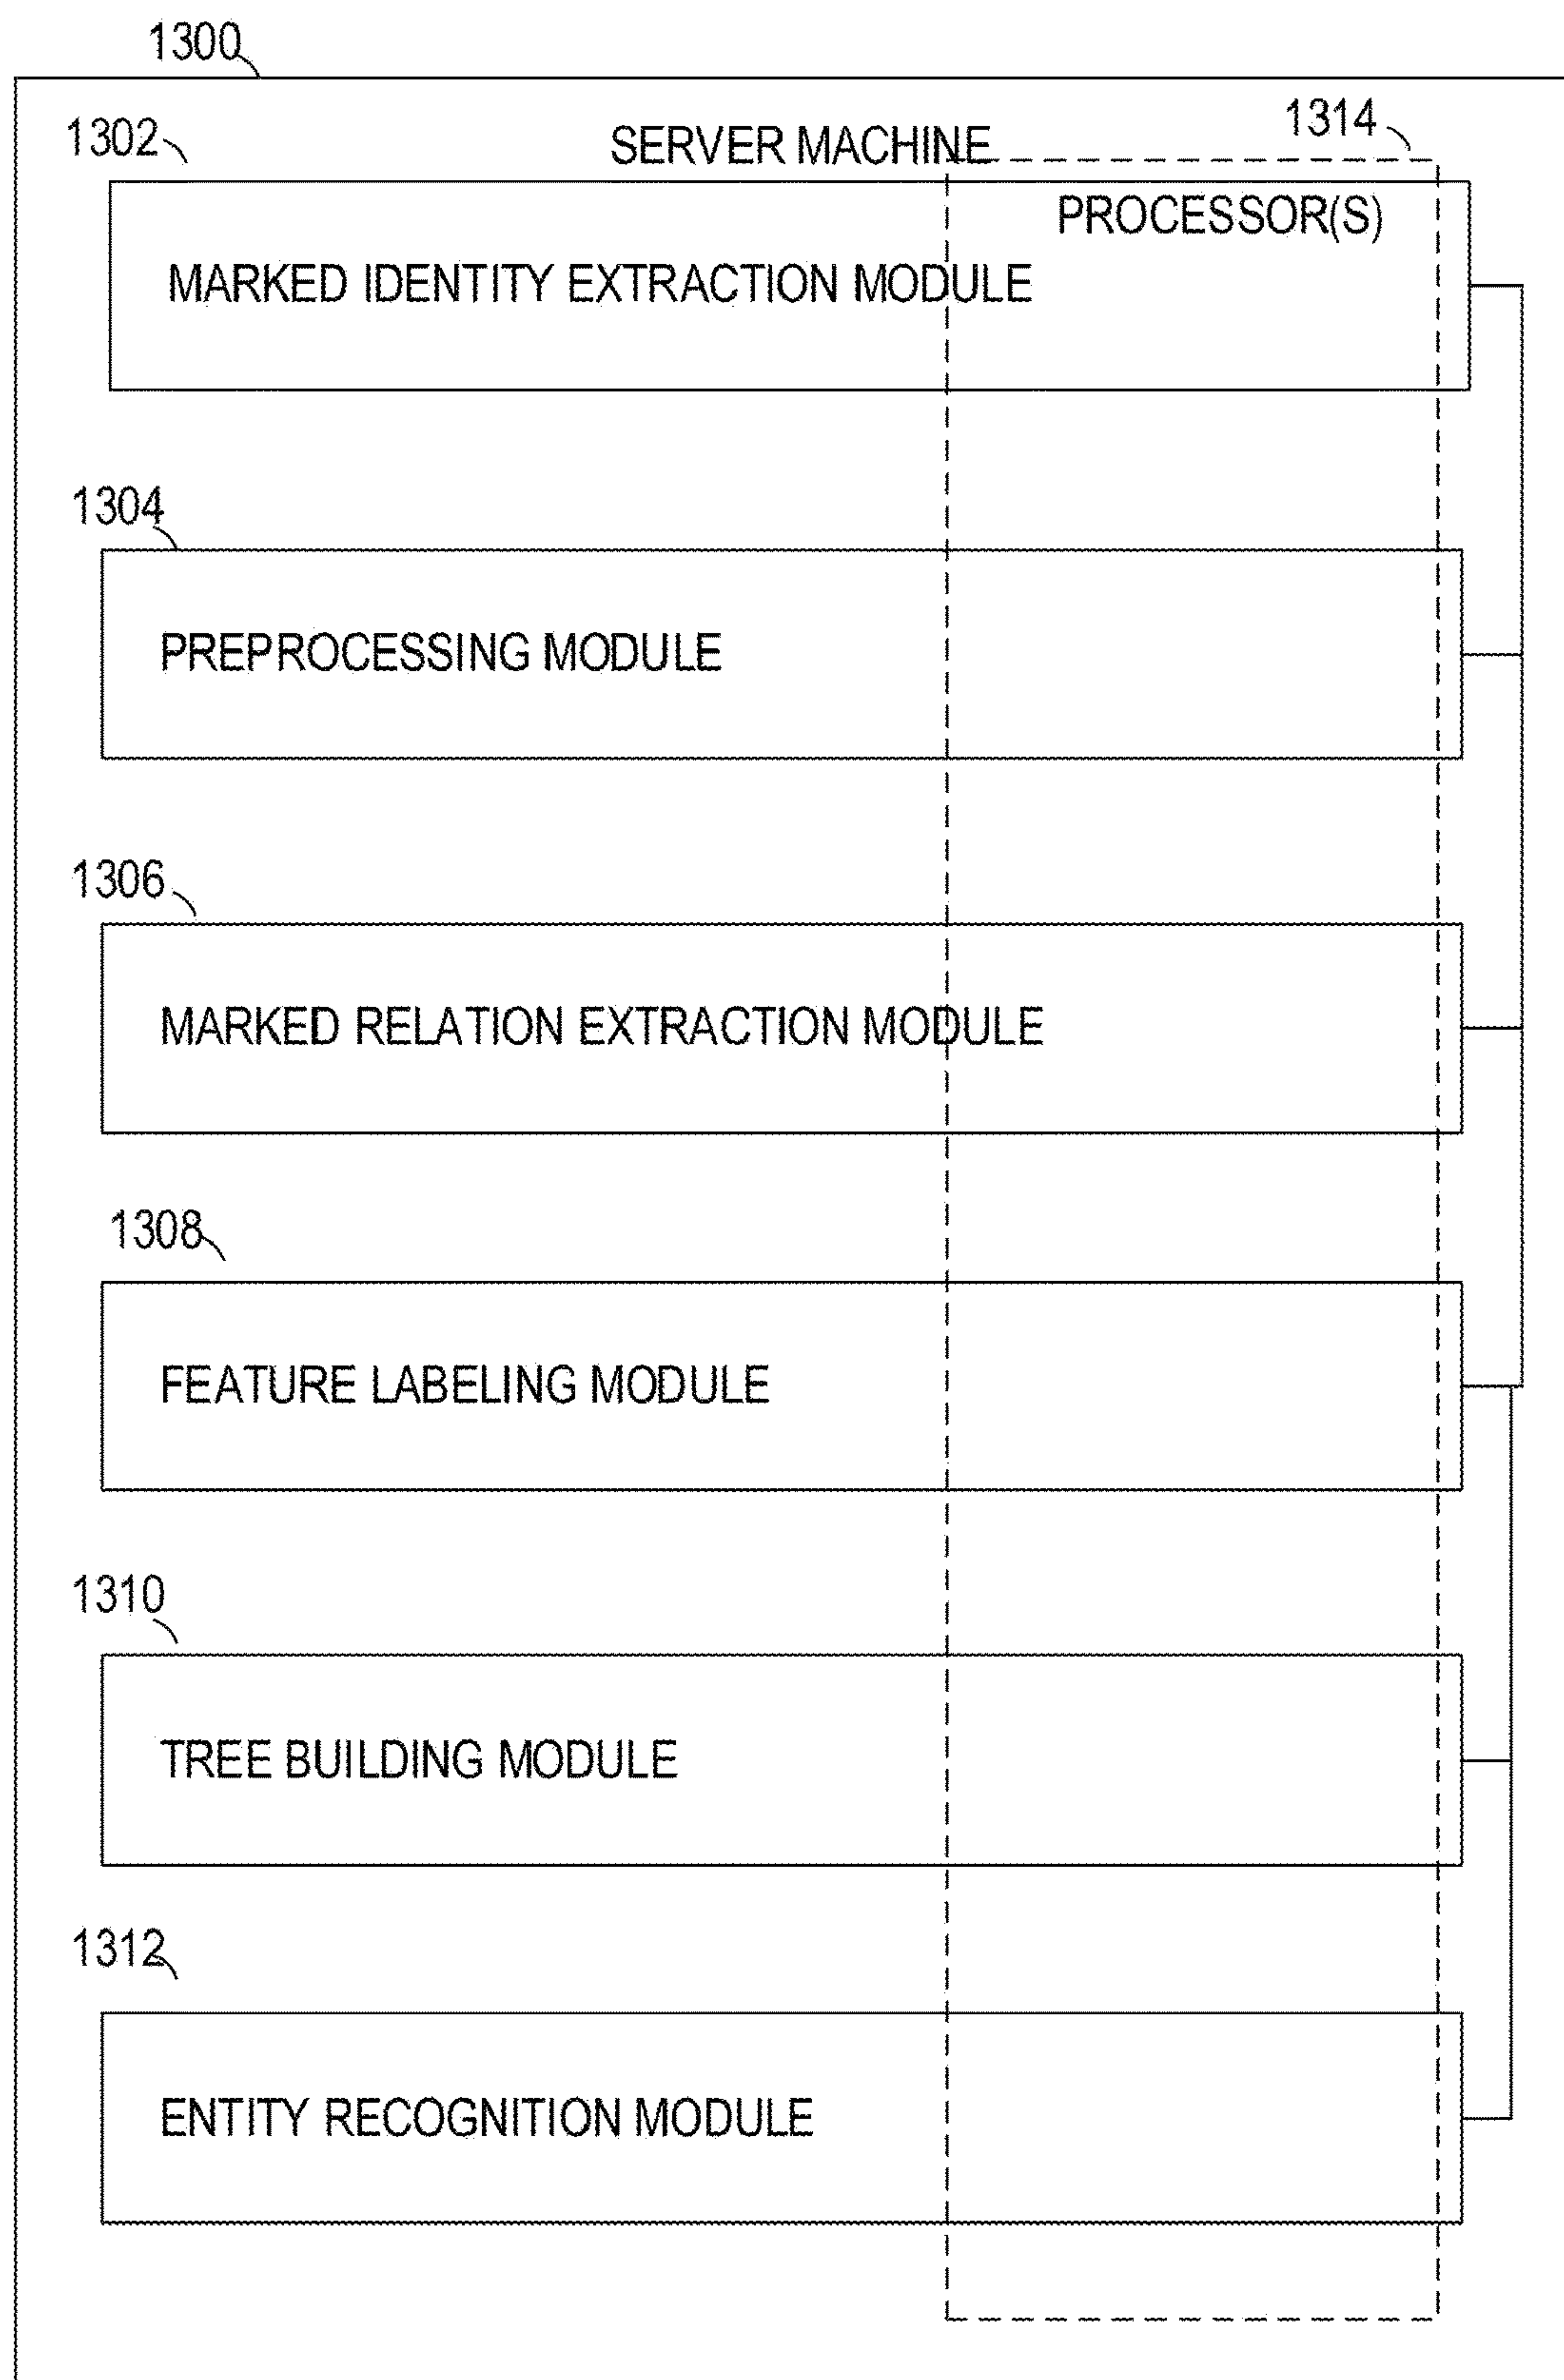 1300
1302
SERVER MACHINE
1314
PROCESSOR(S)
MARKED IDENTITY EXTRACTION MODULE
1304
PREPROCESSING MODULE
1306
MARKED RELATION EXTRACTION MODULE
1308
FEATURE LABELING MODULE
1310
TREE BUILDING MODULE
1312
ENTITY RECOGNITION MODULE